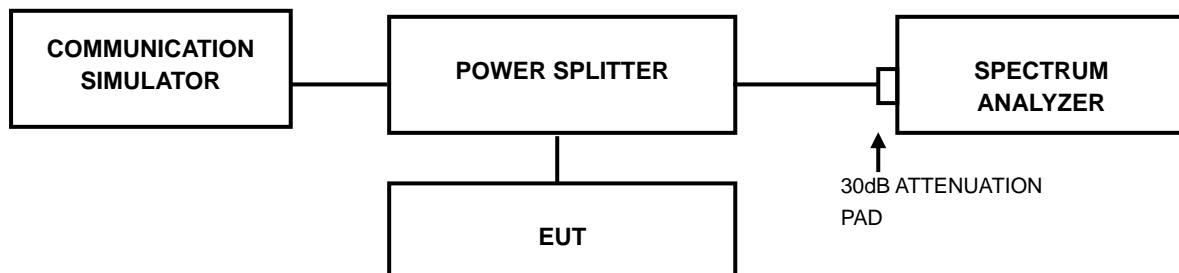 COMMUNICATION
SIMULATOR
POWER SPLITTER
SPECTRUM
ANALYZER
30dB ATTENUATION
PAD
EUT